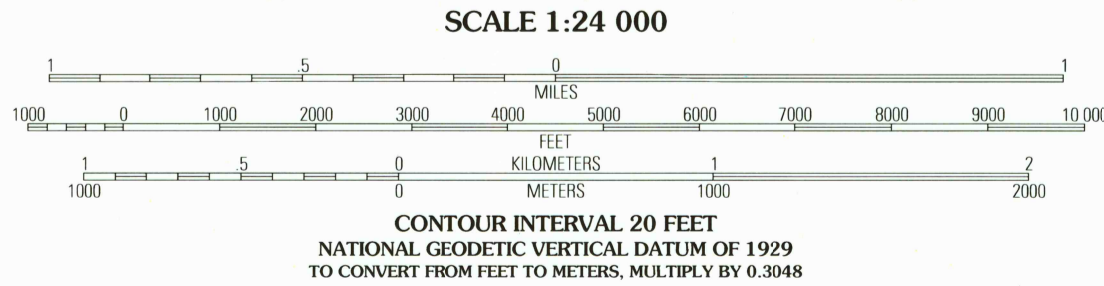 SCALE 1:24 000
1 .5 0 1
MILES
1000 0 1000 2000 3000 4000 5000 6000 7000 8000 9000 10 000
FEET
1 .5 0 KILOMETERS 1 2
1000 0 METERS 1000 2000
CONTOUR INTERVAL 20 FEET
NATIONAL GEODETIC VERTICAL DATUM OF 1929
TO CONVERT FROM FEET TO METERS, MULTIPLY BY 0.3048